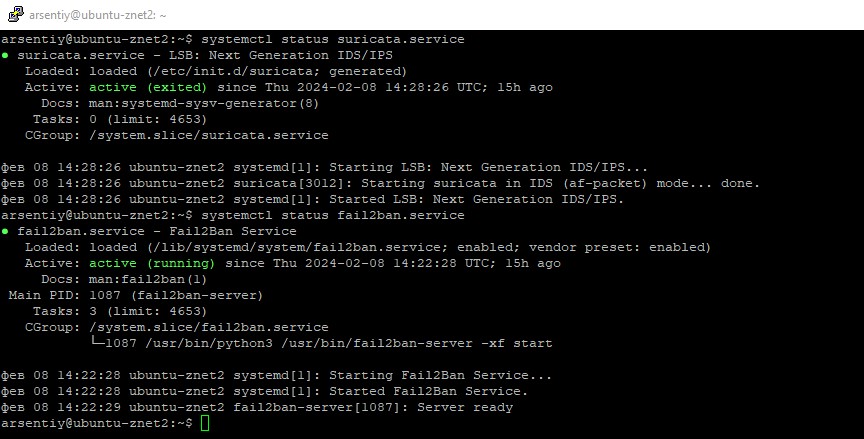 arsentiy@ubuntu-znet2: ~
arsentiy@ubuntu-znet2:~$ systemctl status suricata.service
● suricata.service - LSB: Next Generation IDS/IPS
Loaded: loaded (/etc/init.d/suricata; generated)
Active: active (exited) since Thu 2024-02-08 14:28:26 UTC; 15h ago
Docs: man:systemd-sysv-generator(8)
Tasks: 0 (limit: 4653)
CGroup: /system.slice/suricata.service
фев 08 14:28:26 ubuntu-znet2 systemd[1]: Starting LSB: Next Generation IDS/IPS...
фев 08 14:28:26 ubuntu-znet2 suricata[3012]: Starting suricata in IDS (af-packet) mode... done.
фев 08 14:28:26 ubuntu-znet2 systemd[1]: Started LSB: Next Generation IDS/IPS.
arsentiy@ubuntu-znet2:~$ systemctl status fail2ban.service
● fail2ban.service - Fail2Ban Service
Loaded: loaded (/lib/systemd/system/fail2ban.service; enabled; vendor preset: enabled)
Active: active (running) since Thu 2024-02-08 14:22:28 UTC; 15h ago
Docs: man:fail2ban(1)
Main PID: 1087 (fail2ban-server)
Tasks: 3 (limit: 4653)
CGroup: /system.slice/fail2ban.service
└─1087 /usr/bin/python3 /usr/bin/fail2ban-server -xf start
фев 08 14:22:28 ubuntu-znet2 systemd[1]: Starting Fail2Ban Service...
фев 08 14:22:28 ubuntu-znet2 systemd[1]: Started Fail2Ban Service.
фев 08 14:22:29 ubuntu-znet2 fail2ban-server[1087]: Server ready
arsentiy@ubuntu-znet2:~$